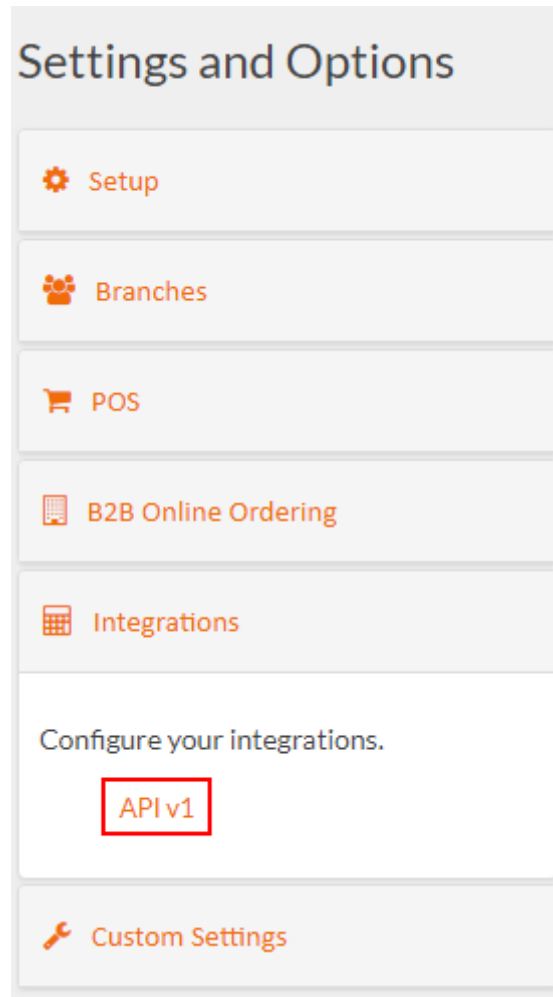 Settings and Options
Setup
Branches
POS
B2B Online Ordering
Integrations
Configure your integrations.
API v1
Custom Settings